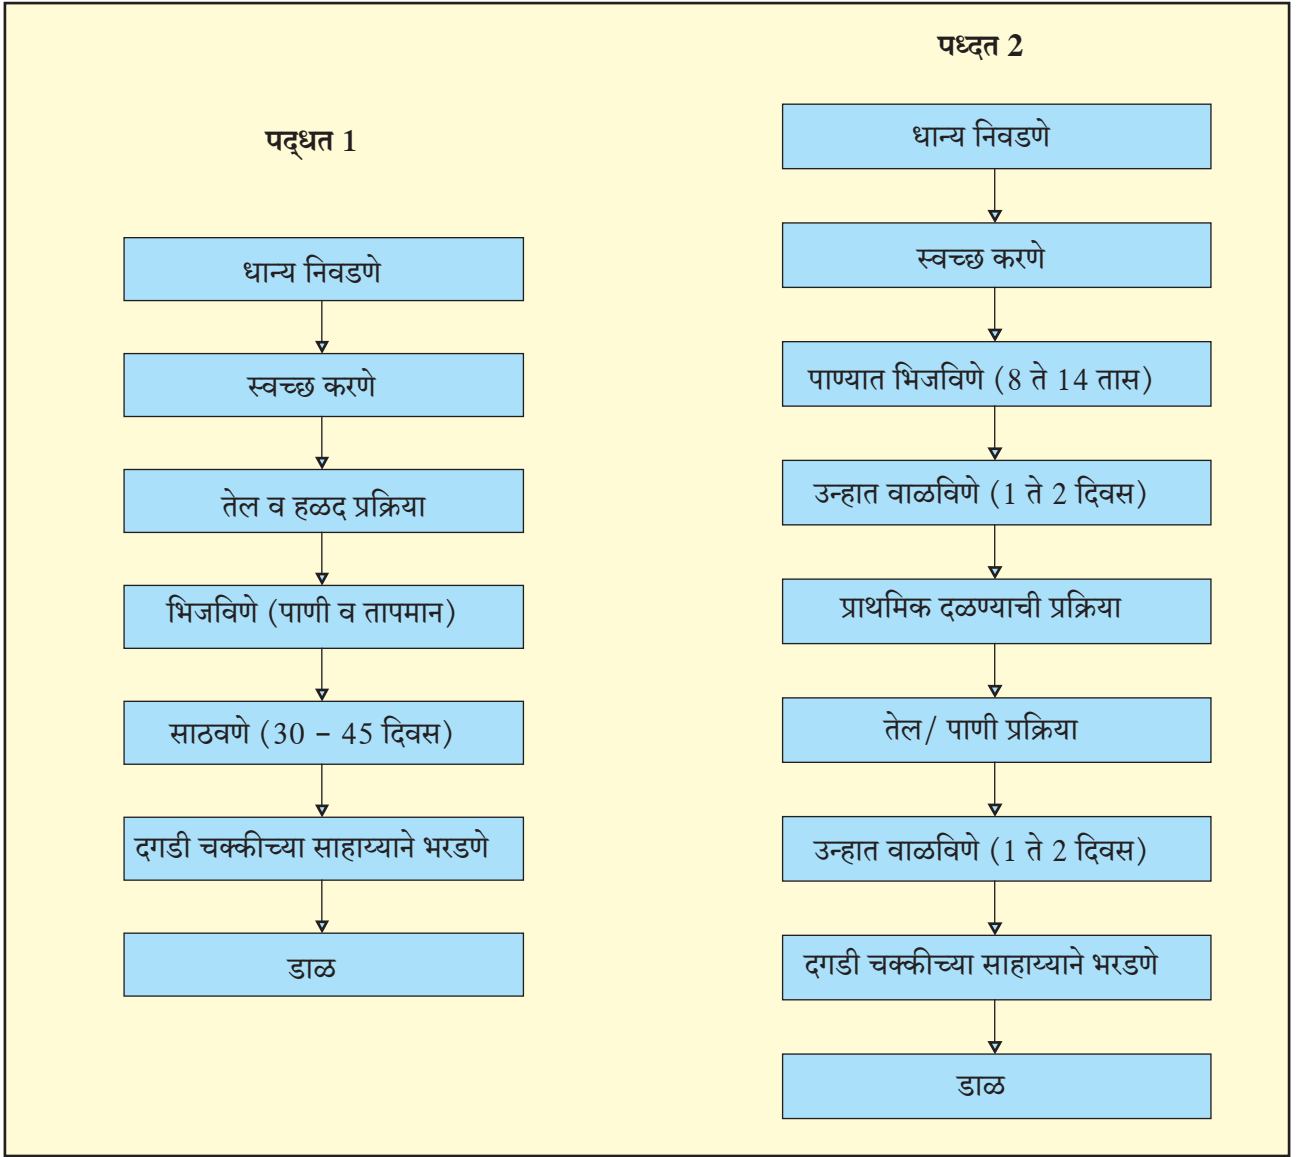 पद्धत 1
धान्य निवडणे
स्वच्छ करणे
तेल व हळद प्रक्रिया
भिजविणे (पाणी व तापमान)
साठवणे (30 – 45 दिवस)
दगडी चक्कीच्या साहाय्याने भरडणे
डाळ
पध्दत 2
धान्य निवडणे
स्वच्छ करणे
पाण्यात भिजविणे (8 ते 14 तास)
उन्हात वाळविणे (1 ते 2 दिवस)
प्राथमिक दळण्याची प्रक्रिया
तेल/ पाणी प्रक्रिया
उन्हात वाळविणे (1 ते 2 दिवस)
दगडी चक्कीच्या साहाय्याने भरडणे
डाळ